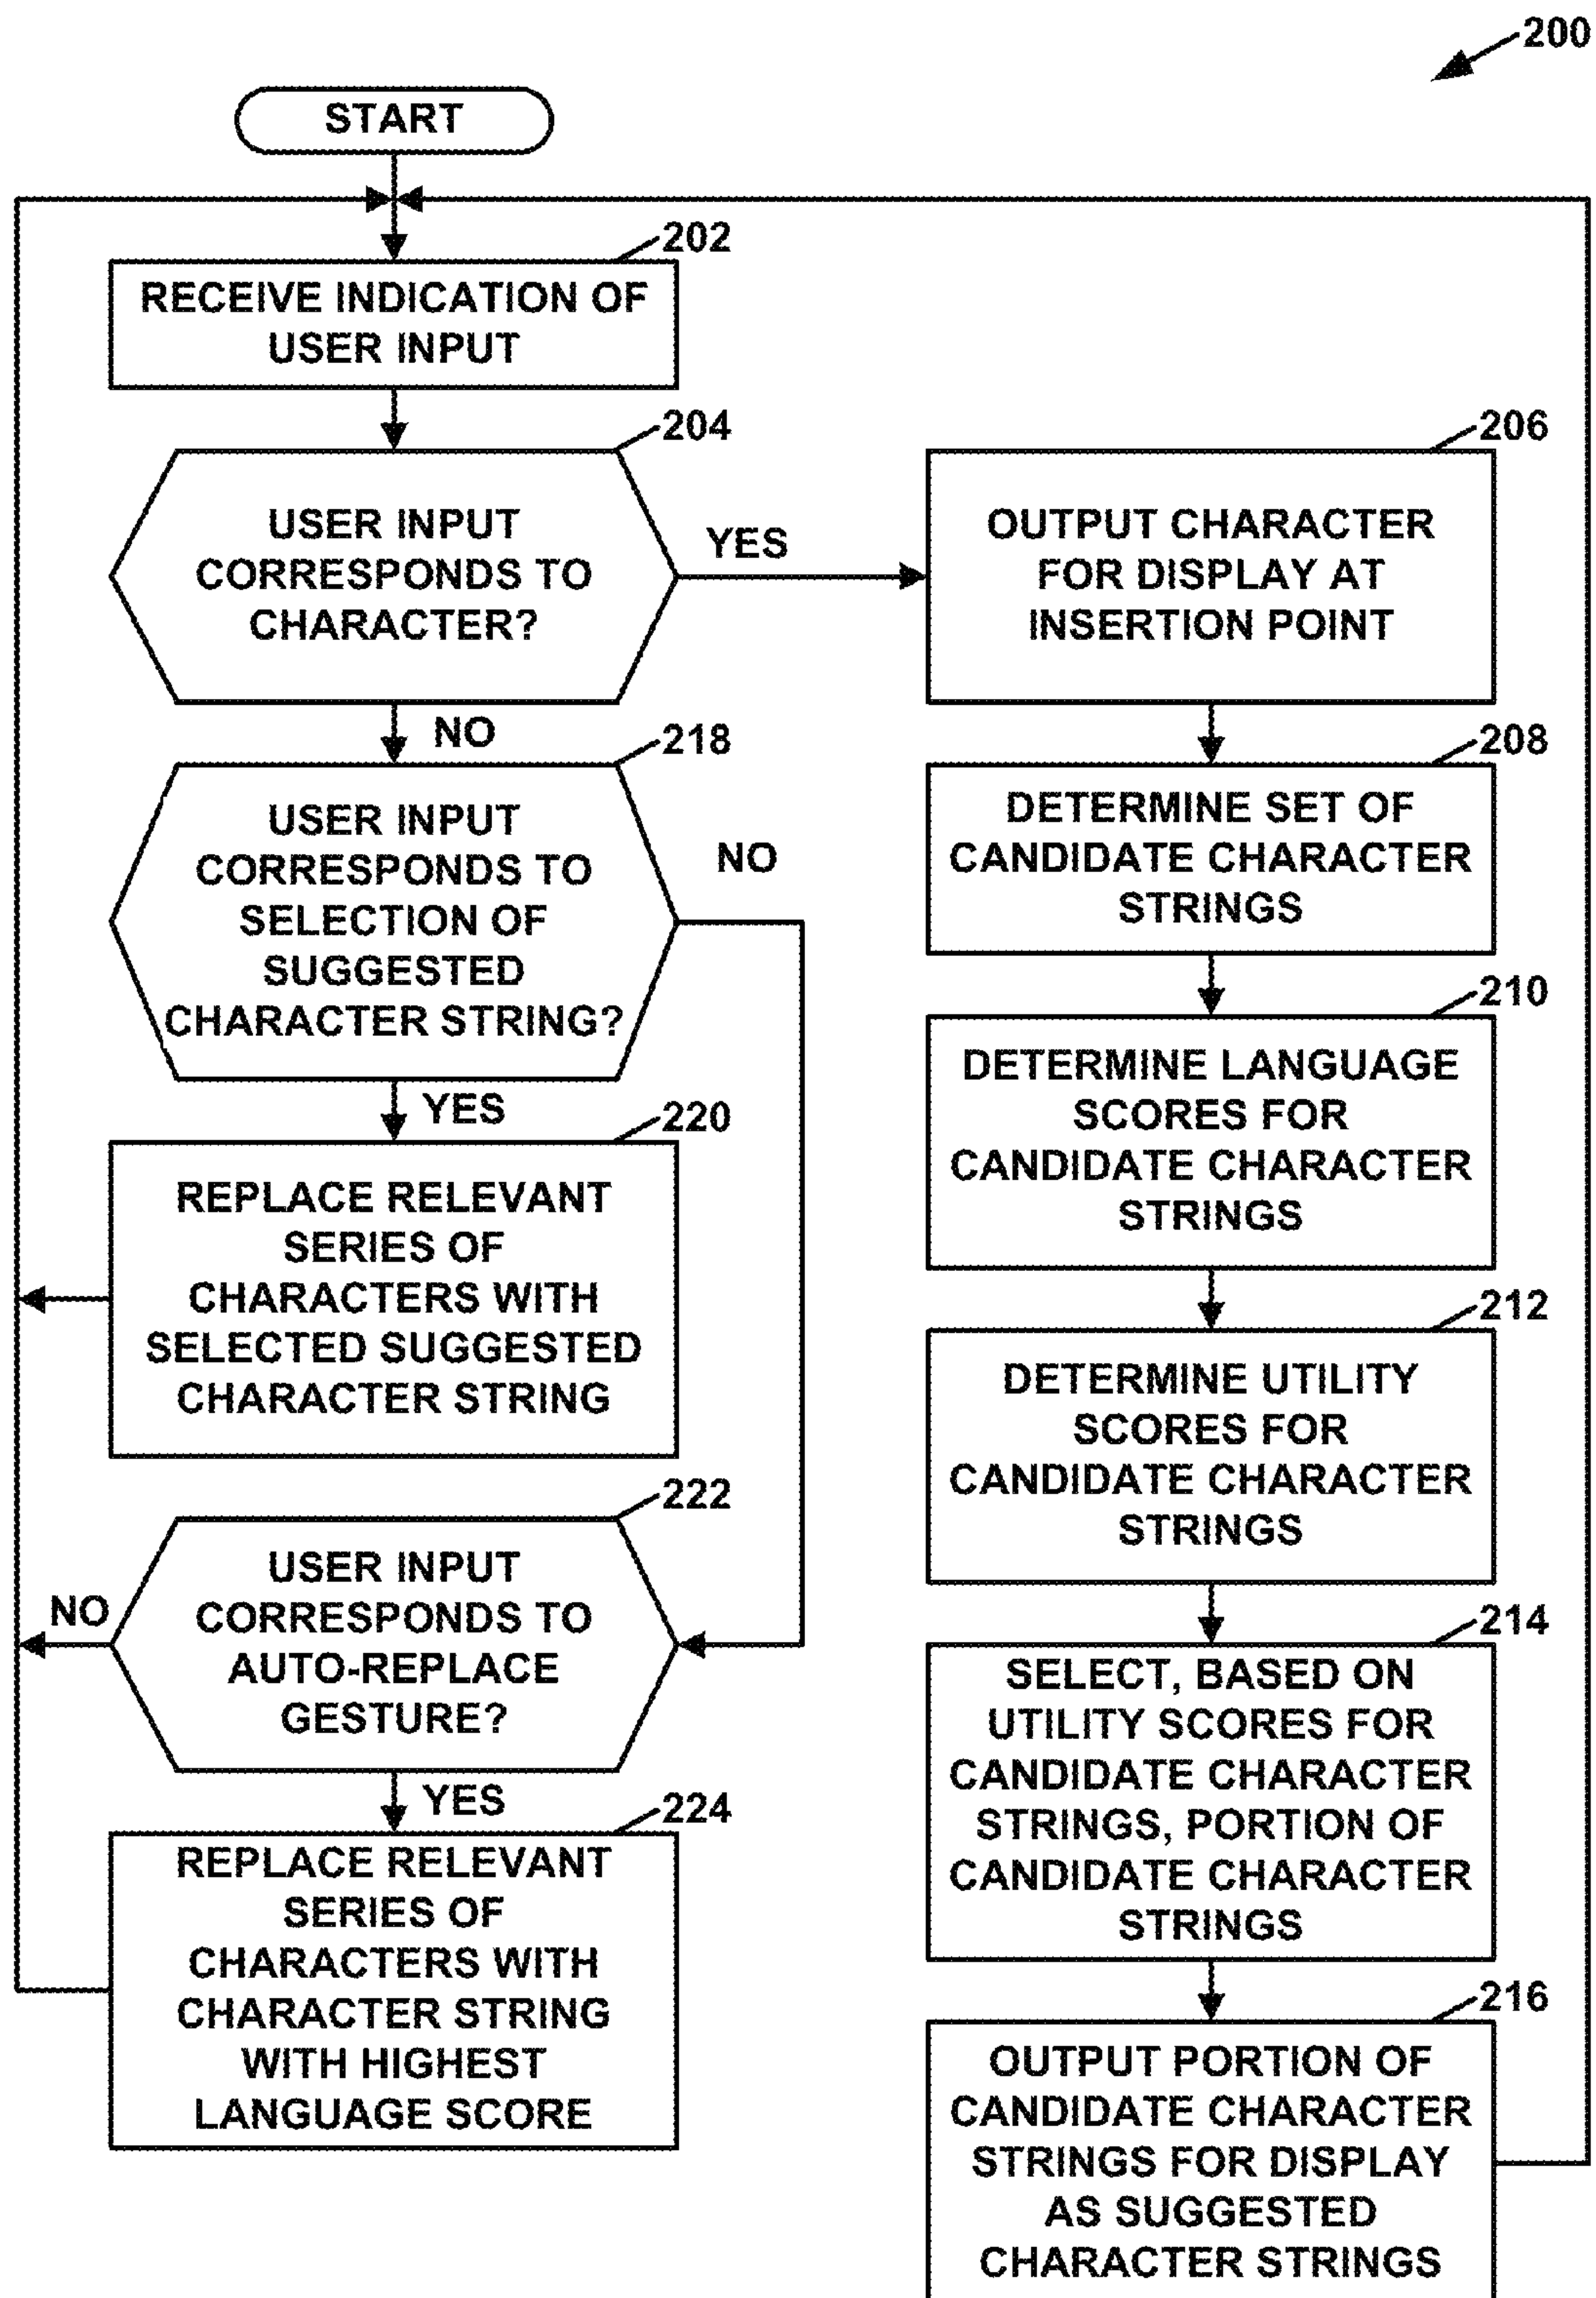 200
START
202
RECEIVE INDICATION OF
USER INPUT
204
USER INPUT
CORRESPONDS TO
CHARACTER?
YES
NO
206
OUTPUT CHARACTER
FOR DISPLAY AT
INSERTION POINT
208
DETERMINE SET OF
CANDIDATE CHARACTER
STRINGS
210
DETERMINE LANGUAGE
SCORES FOR
CANDIDATE CHARACTER
STRINGS
212
DETERMINE UTILITY
SCORES FOR
CANDIDATE CHARACTER
STRINGS
214
SELECT, BASED ON
UTILITY SCORES FOR
CANDIDATE CHARACTER
STRINGS, PORTION OF
CANDIDATE CHARACTER
STRINGS
216
OUTPUT PORTION OF
CANDIDATE CHARACTER
STRINGS FOR DISPLAY
AS SUGGESTED
CHARACTER STRINGS
218
USER INPUT
CORRESPONDS TO
SELECTION OF
SUGGESTED
CHARACTER STRING?
NO
YES
220
REPLACE RELEVANT
SERIES OF
CHARACTERS WITH
SELECTED SUGGESTED
CHARACTER STRING
222
USER INPUT
CORRESPONDS TO
AUTO-REPLACE
GESTURE?
NO
YES
224
REPLACE RELEVANT
SERIES OF
CHARACTERS WITH
CHARACTER STRING
WITH HIGHEST
LANGUAGE SCORE